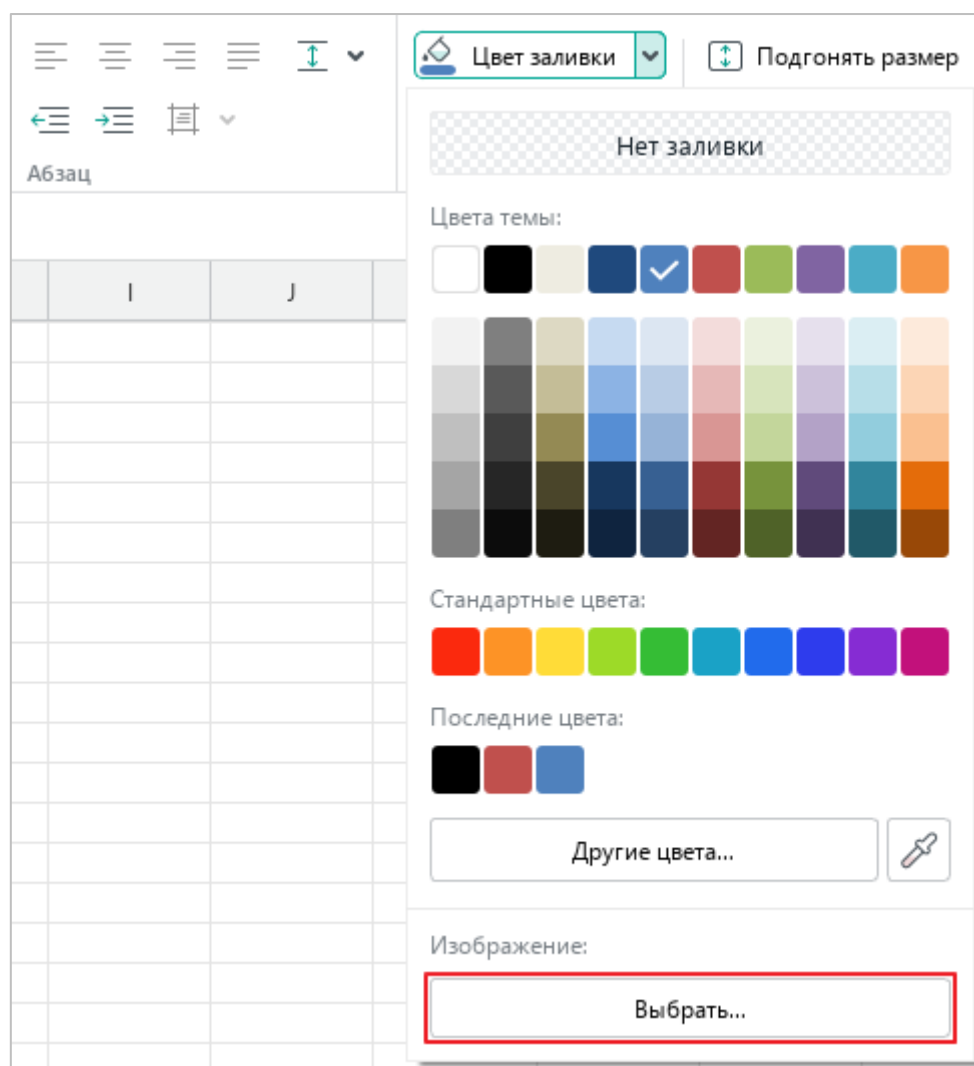 Цвет заливки
Подгонять размер
Абзац
I J
Нет заливки
Цвета темы:
Стандартные цвета:
Последние цвета:
Другие цвета...
Изображение:
Выбрать...